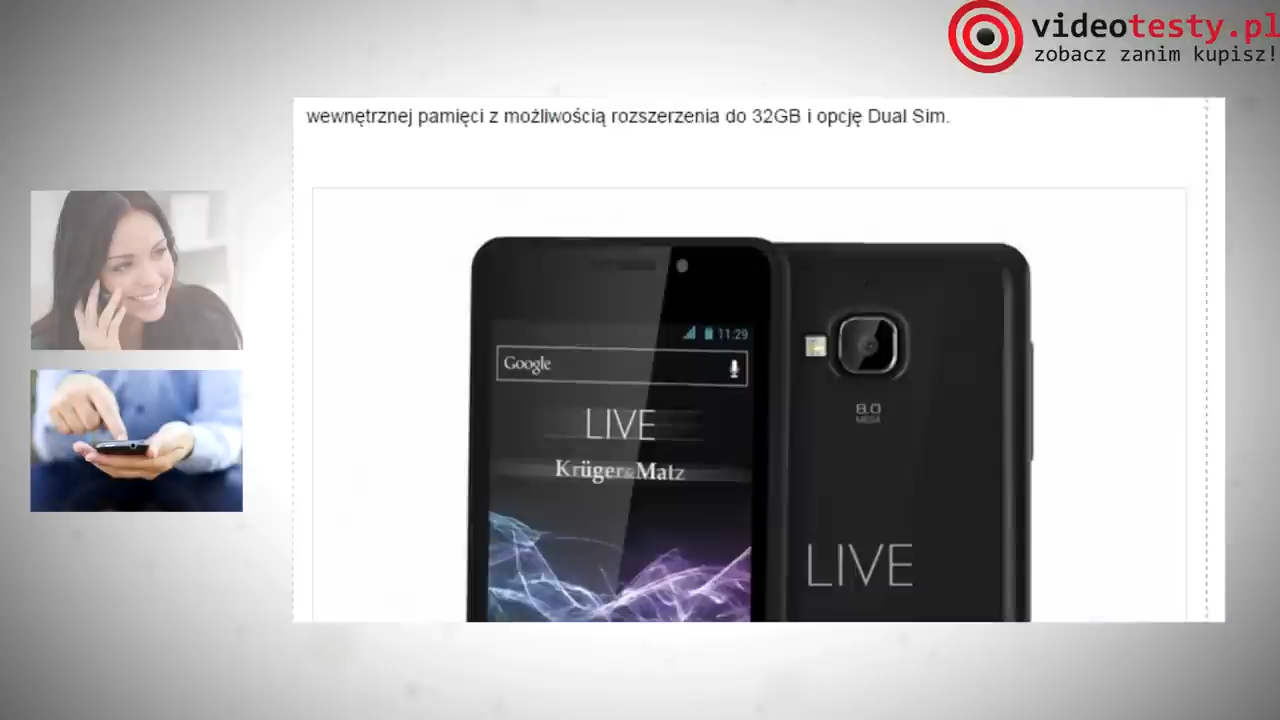 videotesty.pl
zobacz zanim kupisz!
wewnętrznej pamięci z możliwością rozszerzenia do 32GB i opcję Dual Sim.
11:29
Google
LIVE
Krüger&Matz
8.0
MEGA
LIVE